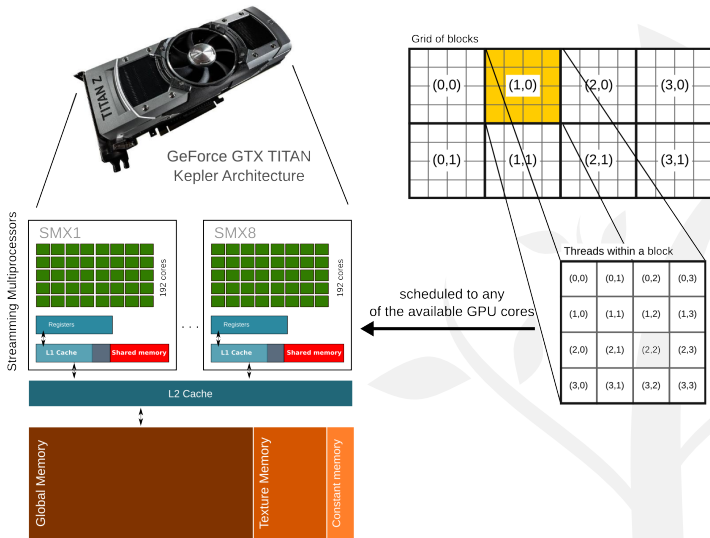 TITAN Z
GeForce GTX TITAN
Kepler Architecture
Grid of blocks
(0,0) (1,0) (2,0) (3,0)
(0,1) (1,1) (2,1) (3,1)
Threads within a block
(0,0) (0,1) (0,2) (0,3)
(1,0) (1,1) (1,2) (1,3)
(2,0) (2,1) (2,2) (2,3)
(3,0) (3,1) (3,2) (3,3)
scheduled to any
of the available GPU cores
Streamming Multiprocessors
SMX1
192 cores
Registers
L1 Cache
Shared memory
. . .
SMX8
192 cores
Registers
L1 Cache
Shared memory
L2 Cache
Global Memory
Texture Memory
Constant memory